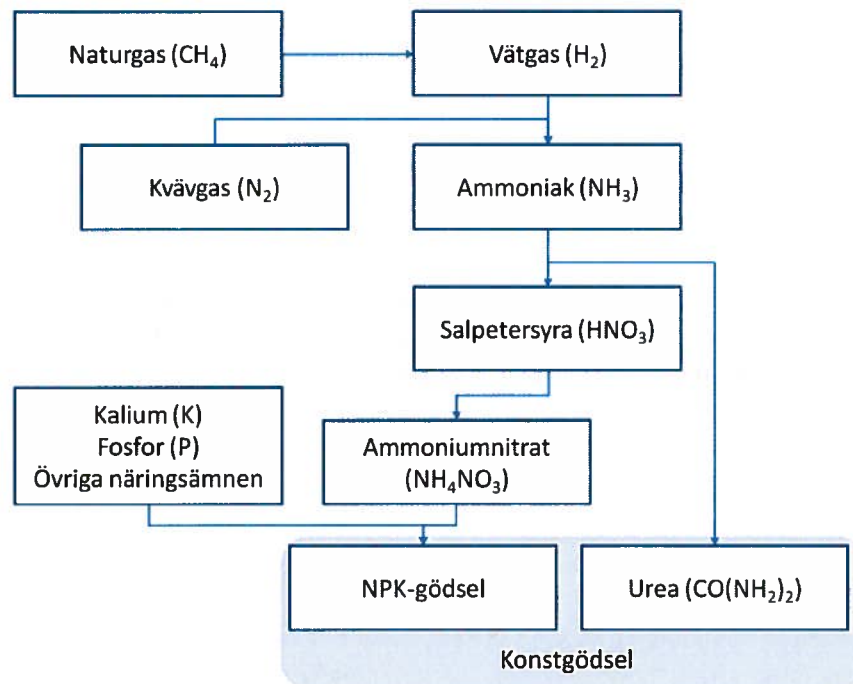 Naturgas (CH₄)
Vätgas (H₂)
Kvävgas (N₂)
Ammoniak (NH₃)
Salpetersyra (HNO₃)
Kalium (K)
Fosfor (P)
Övriga näringsämnen
Ammoniumnitrat
(NH₄NO₃)
NPK-gödsel
Urea (CO(NH₂)₂)
Konstgödsel